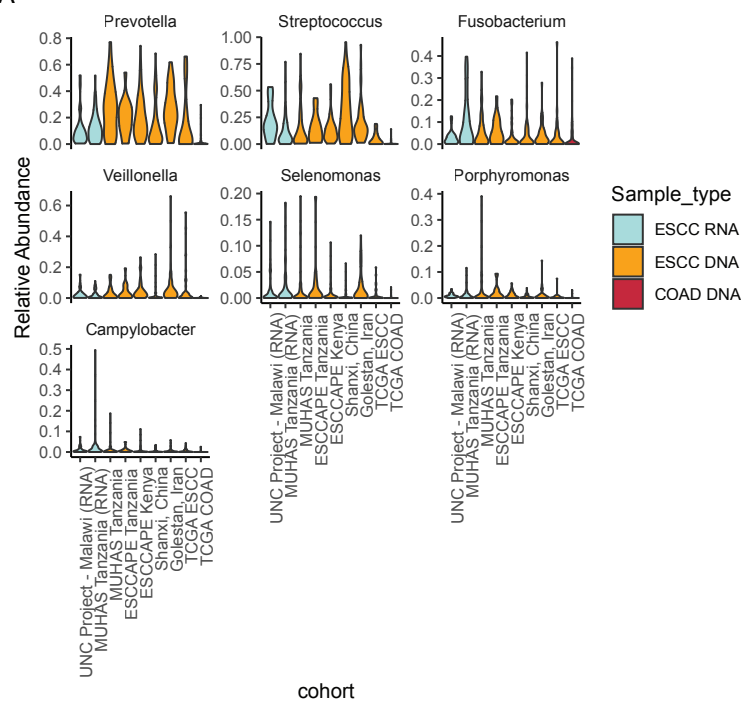 Prevotella
Streptococcus
Fusobacterium
0.8
0.6
0.4
0.2
0.0
1.00
0.75
0.50
0.25
0.00
0.4
0.3
0.2
0.1
0.0
Veillonella
Selenomonas
Porphyromonas
0.6
0.4
0.2
0.0
0.20
0.15
0.10
0.05
0.00
0.4
0.3
0.2
0.1
0.0
Campylobacter
0.5
0.4
0.3
0.2
0.1
0.0
Relative Abundance
UNC Project - Malawi (RNA)
MUHAS Tanzania (RNA)
MUHAS Tanzania
ESCCAPE Tanzania
ESCCAPE Kenya
Shanxi, China
Golestan, Iran
TCGA ESCC
TCGA COAD
UNC Project - Malawi (RNA)
MUHAS Tanzania (RNA)
MUHAS Tanzania
ESCCAPE Tanzania
ESCCAPE Kenya
Shanxi, China
Golestan, Iran
TCGA ESCC
TCGA COAD
UNC Project - Malawi (RNA)
MUHAS Tanzania (RNA)
MUHAS Tanzania
ESCCAPE Tanzania
ESCCAPE Kenya
Shanxi, China
Golestan, Iran
TCGA ESCC
TCGA COAD
cohort
Sample_type
ESCC RNA
ESCC DNA
COAD DNA